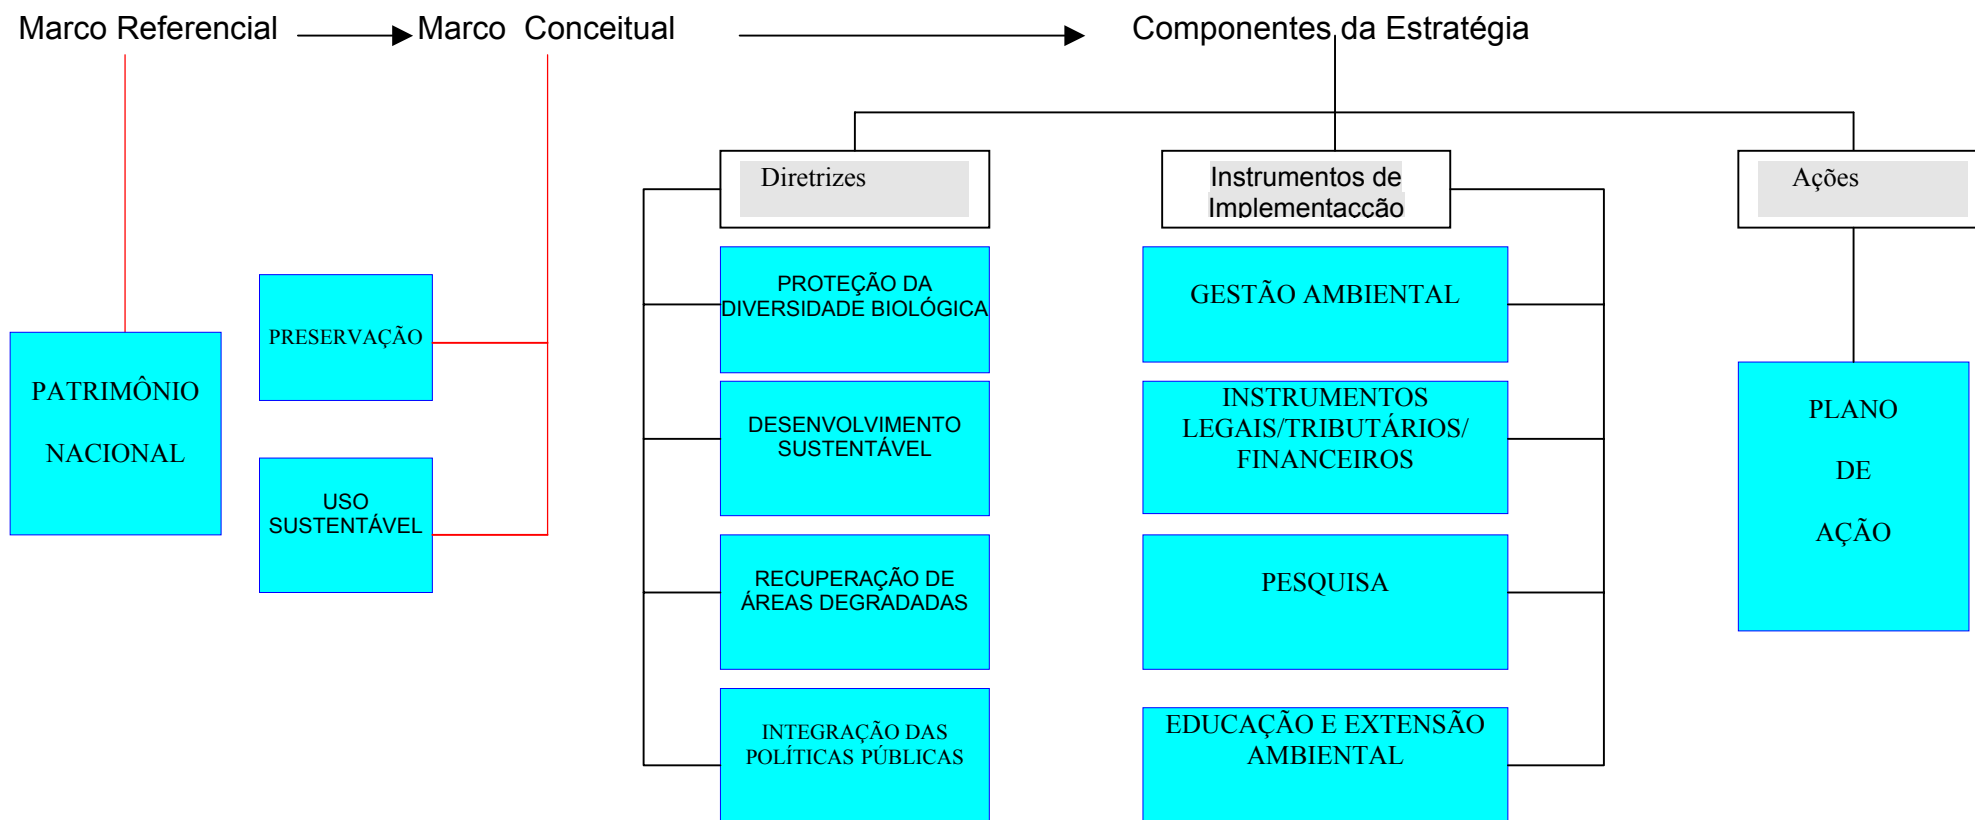 Marco Referencial
Marco Conceitual
Componentes da Estratégia
Diretrizes
Instrumentos de
Implementacção
Ações
PATRIMÔNIO
NACIONAL
PRESERVAÇÃO
USO
SUSTENTÁVEL
PROTEÇÃO DA
DIVERSIDADE BIOLÓGICA
DESENVOLVIMENTO
SUSTENTÁVEL
RECUPERAÇÃO DE
ÁREAS DEGRADADAS
INTEGRAÇÃO DAS
POLÍTICAS PÚBLICAS
GESTÃO AMBIENTAL
INSTRUMENTOS
LEGAIS/TRIBUTÁRIOS/
FINANCEIROS
PESQUISA
EDUCAÇÃO E EXTENSÃO
AMBIENTAL
PLANO
DE
AÇÃO